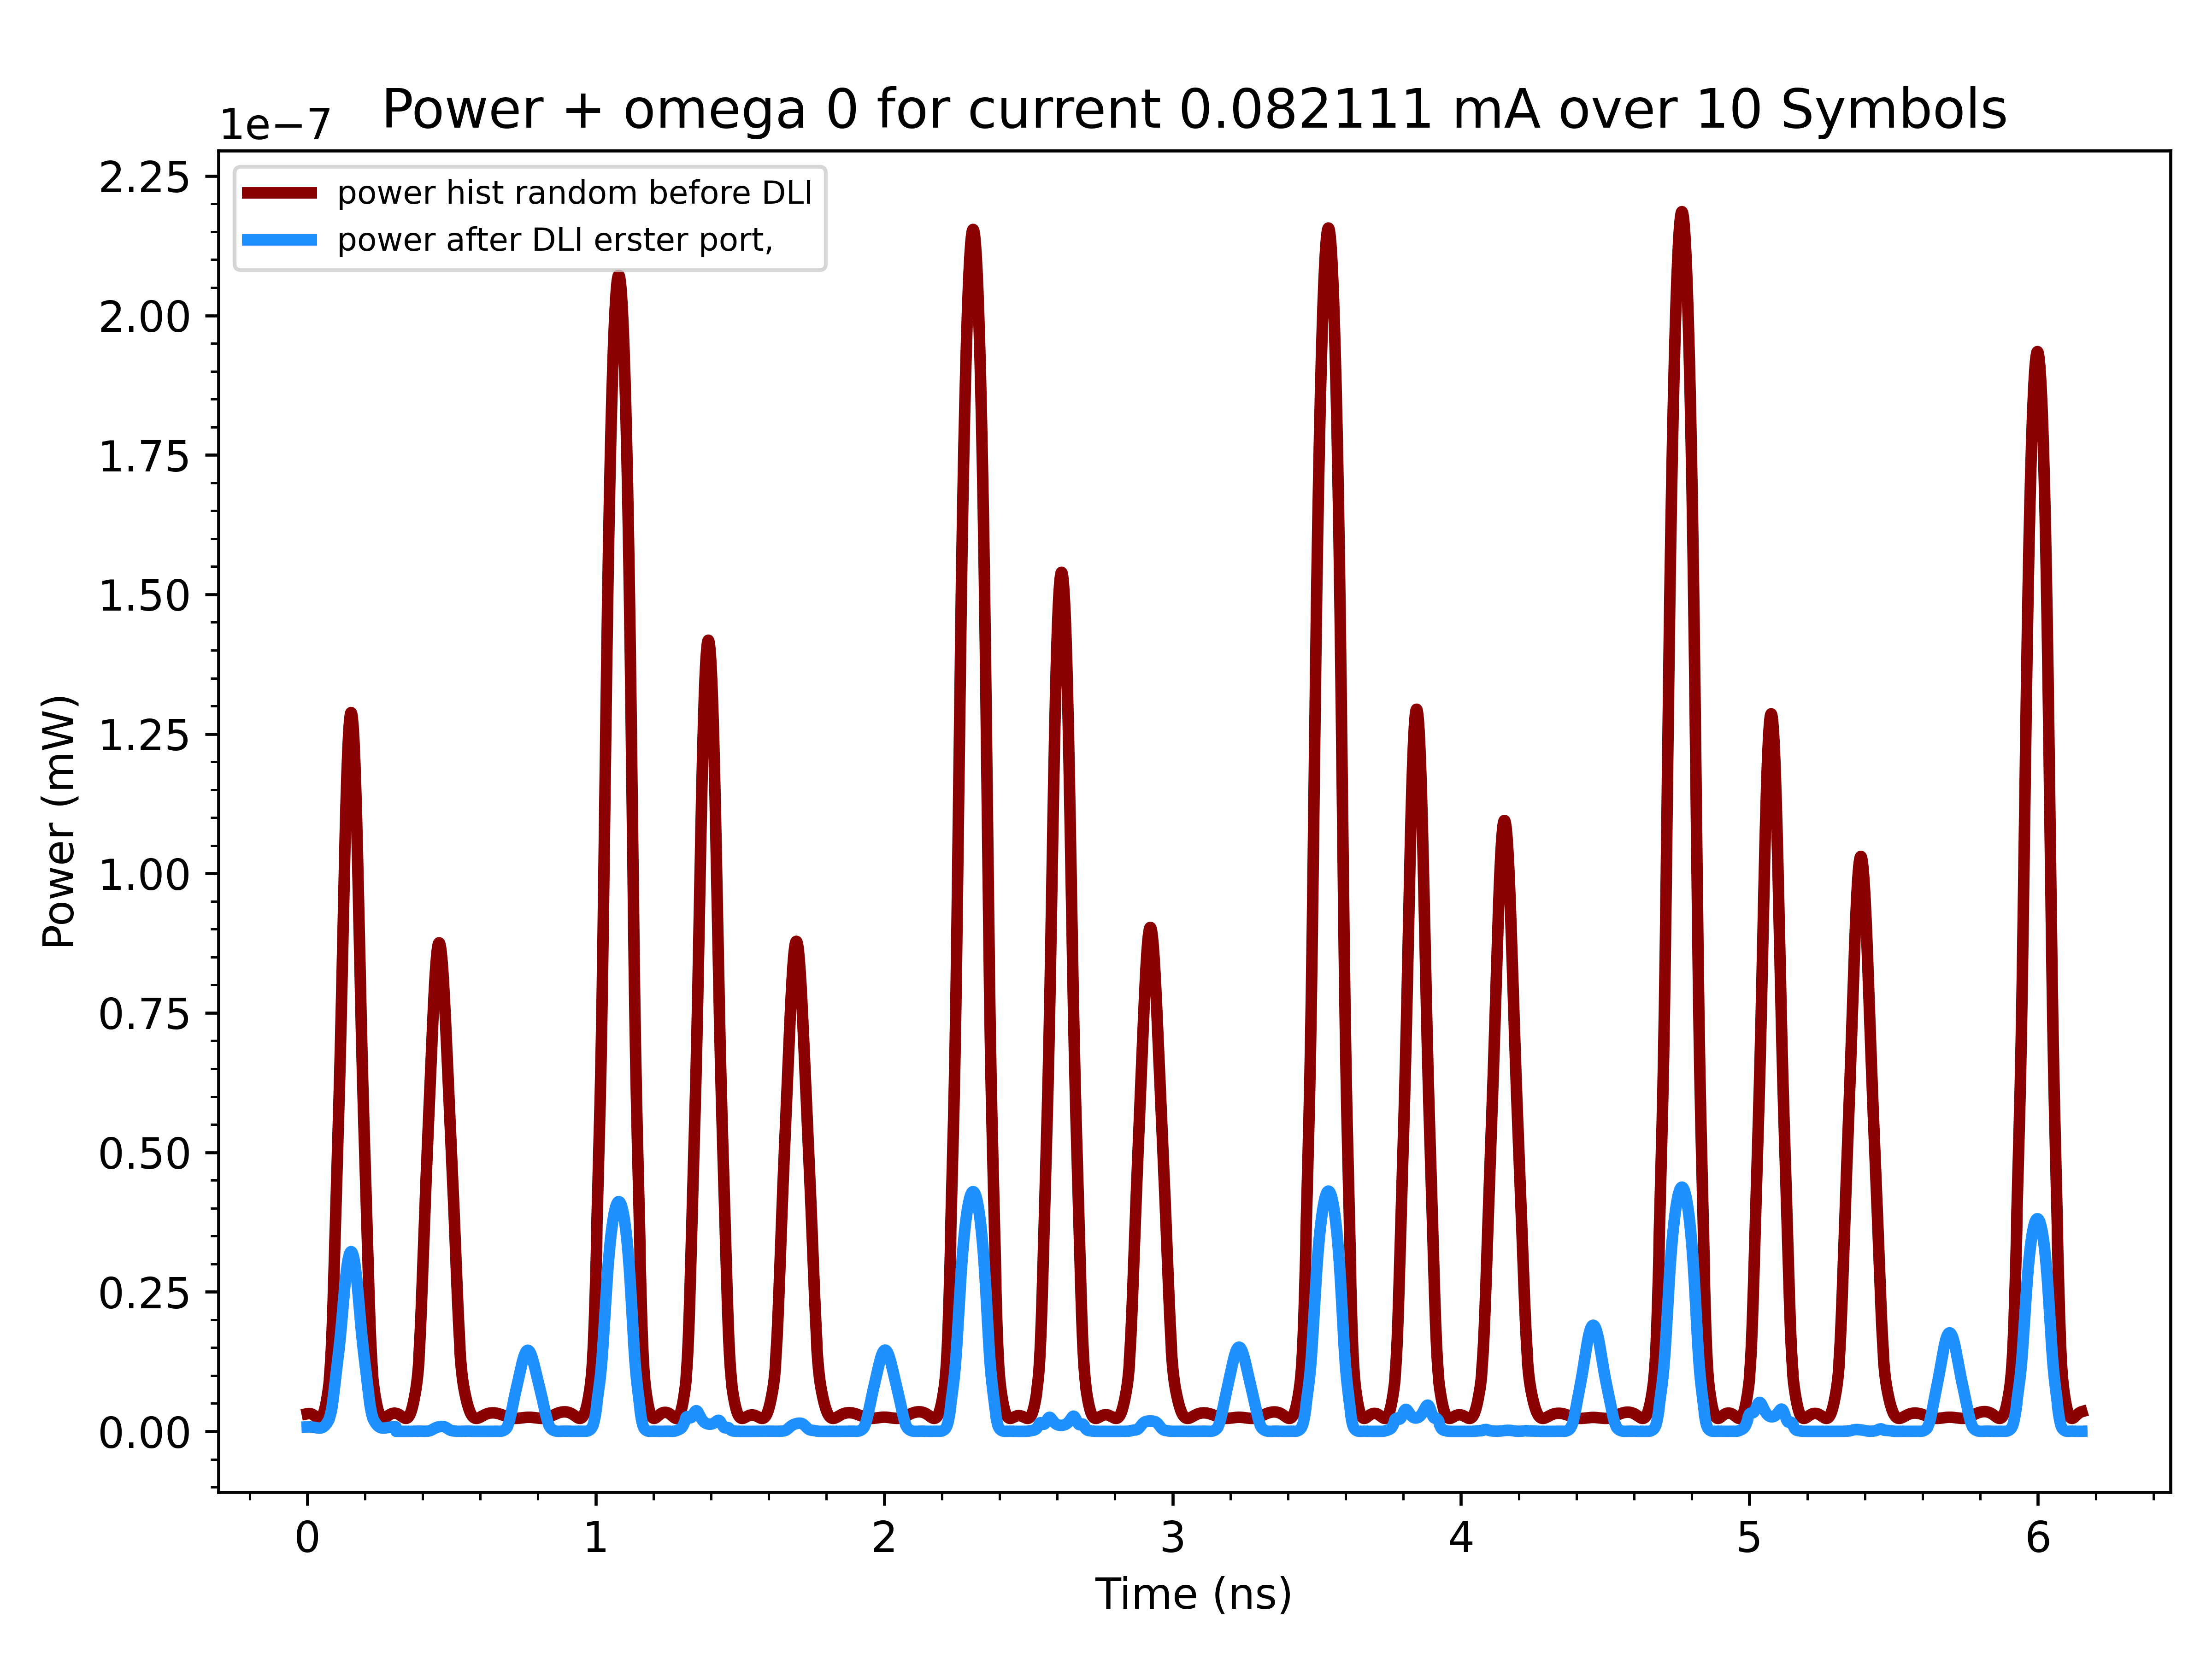 Power + omega 0 for current 0.082111 mA over 10 Symbols
1e−7
power hist random before DLI
power after DLI erster port,
2.25
2.00
1.75
1.50
1.25
1.00
0.75
0.50
0.25
0.00
Power (mW)
0 1 2 3 4 5 6
Time (ns)